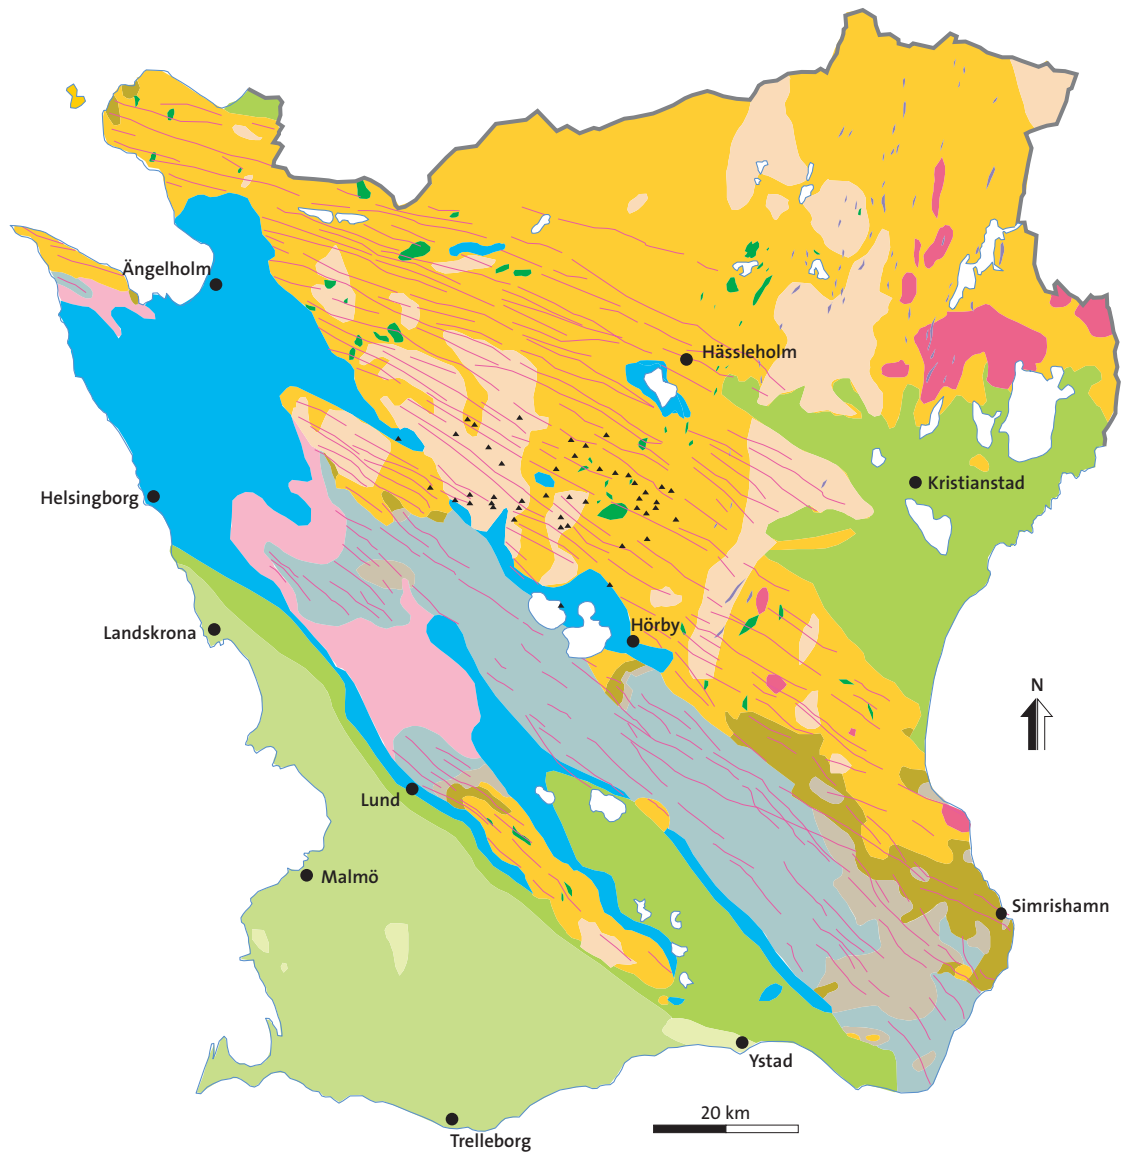 Ängelholm
Hässleholm
Helsingborg
Kristianstad
Landskrona
Hörby
N
Lund
Malmö
Simrishamn
Ystad
20 km
Trelleborg